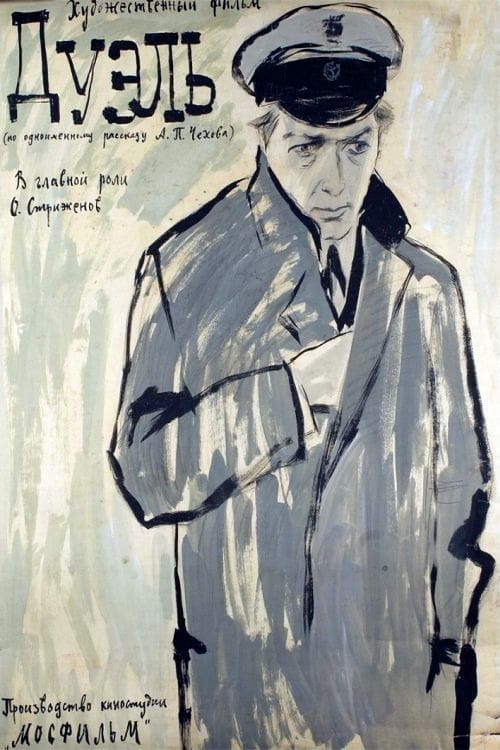 Художественный фильм
Дуэль
(по одноименному рассказу А. П. Чехова)
В главной роли
О. Стриженов
Производство киностудии
„МОСФИЛЬМ"